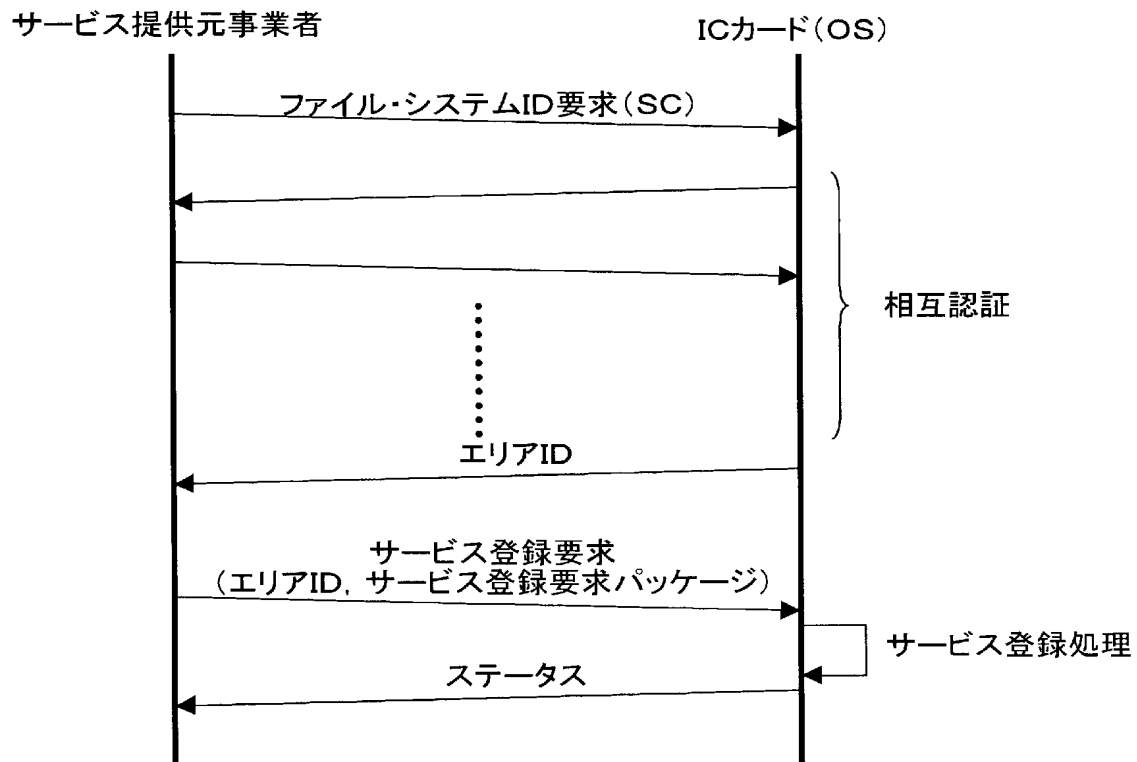 サービス提供元事業者
ICカード(OS)
ファイル・システムID要求(SC)
相互認証
エリアID
サービス登録要求
(エリアID, サービス登録要求パッケージ)
サービス登録処理
ステータス